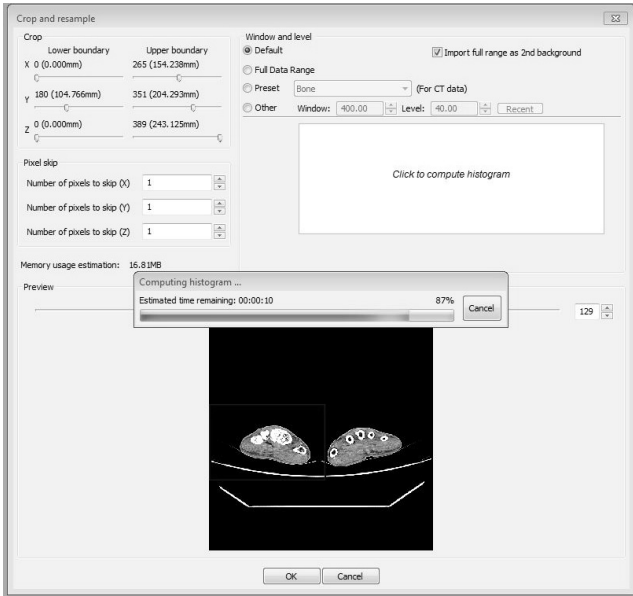 Crop and resample
Crop
Lower boundary Upper boundary
X 0 (0.000mm) 265 (154.238mm)
Y 180 (104.766mm) 351 (204.293mm)
Z 0 (0.000mm) 389 (243.125mm)
Pixel skip
Number of pixels to skip (X) 1
Number of pixels to skip (Y) 1
Number of pixels to skip (Z) 1
Memory usage estimation: 16.81MB
Window and level
Default Import full range as 2nd background
Full Data Range
Preset Bone (For CT data)
Other Window: 400.00 Level: 40.00 Recent
Click to compute histogram
Preview
Computing histogram ...
Estimated time remaining: 00:00:10 87%
Cancel
129
OK Cancel